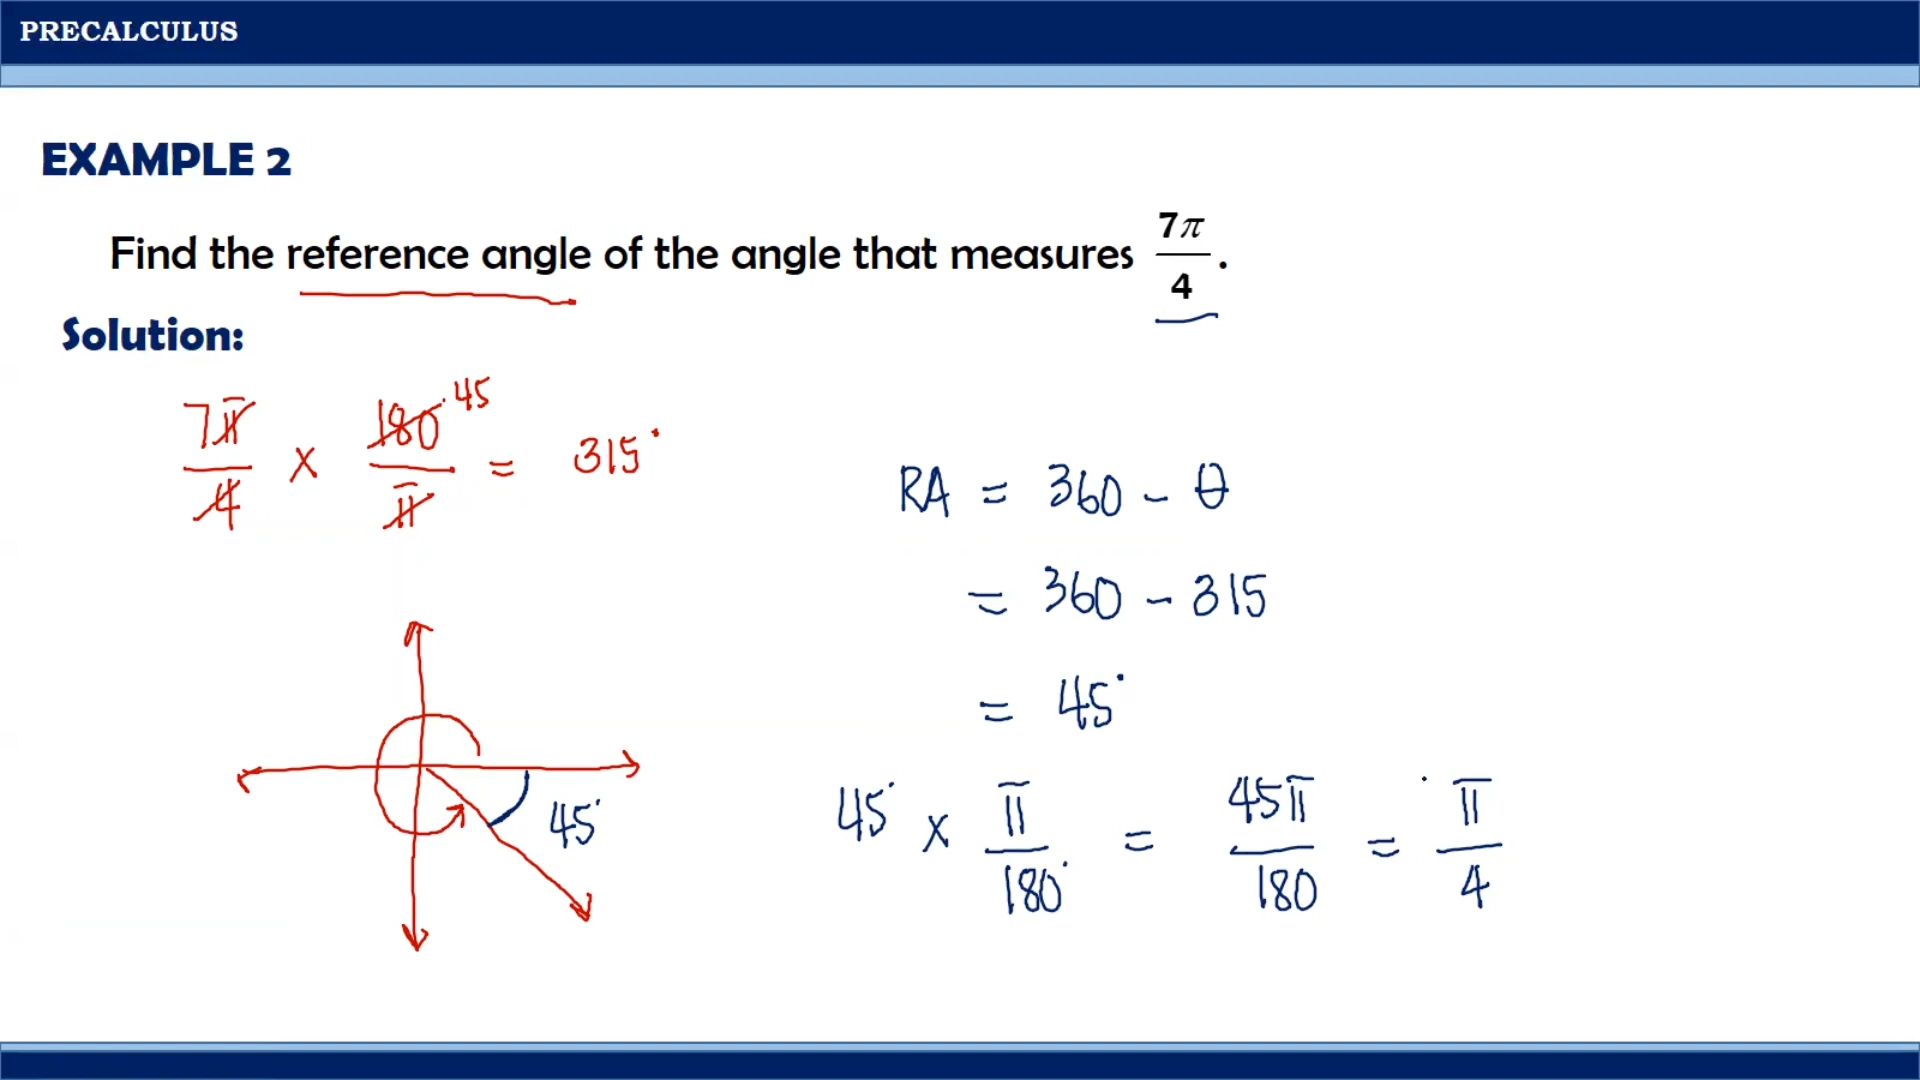 PRECALCULUS
EXAMPLE 2
Find the reference angle of the angle that measures 7π/4.
Solution:
7π/4 × 180°/π = 315°
45
RA = 360 - θ
= 360 - 315
= 45°
45°
45° × π/180° = 45π/180 = π/4